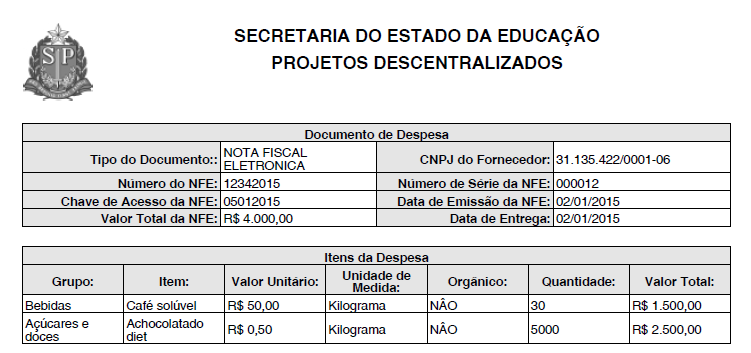 SP
SECRETARIA DO ESTADO DA EDUCAÇÃO
PROJETOS DESCENTRALIZADOS
Documento de Despesa
Tipo do Documento:: NOTA FISCAL ELETRONICA CNPJ do Fornecedor: 31.135.422/0001-06
Número do NFE: 12342015 Número de Série da NFE: 000012
Chave de Acesso da NFE: 05012015 Data de Emissão da NFE: 02/01/2015
Valor Total da NFE: R$ 4.000,00 Data de Entrega: 02/01/2015
Itens da Despesa
Grupo: Item: Valor Unitário: Unidade de Medida: Orgânico: Quantidade: Valor Total:
Bebidas Café solúvel R$ 50,00 Kilograma NÂO 30 R$ 1.500,00
Açúcares e doces Achocolatado diet R$ 0,50 Kilograma NÂO 5000 R$ 2.500,00